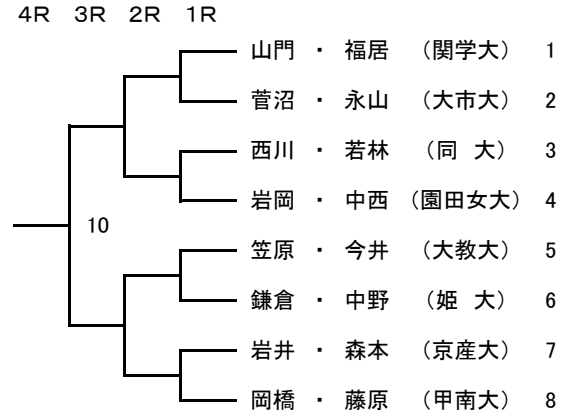 4R 3R 2R 1R
山門 ・ 福居 （関学大） 1
菅沼 ・ 永山 （大市大） 2
西川 ・ 若林 （同 大） 3
岩岡 ・ 中西 （園田女大） 4
10
笠原 ・ 今井 （大教大） 5
鎌倉 ・ 中野 （姫 大） 6
岩井 ・ 森本 （京産大） 7
岡橋 ・ 藤原 （甲南大） 8